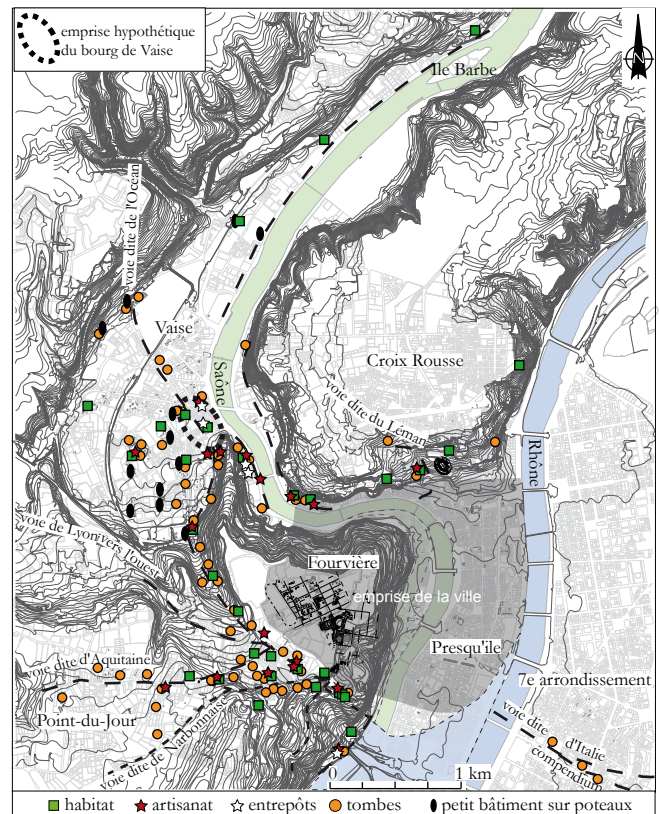 emprise hypothétique
du bourg de Vaise
N
Ile Barbe
voie dite de l'Océan
Vaise
Saône
Croix Rousse
voie dite du Léman
Rhône
voie de Lyon vers l'ouest
Fourvière
emprise de la ville
Presqu'ile
voie dite d'Aquitaine
7e arrondissement
Point-du-Jour
voie dite de Narbonnaise
voie dite d'Italie
compendium
0 1 km
habitat artisanat entrepôts tombes petit bâtiment sur poteaux